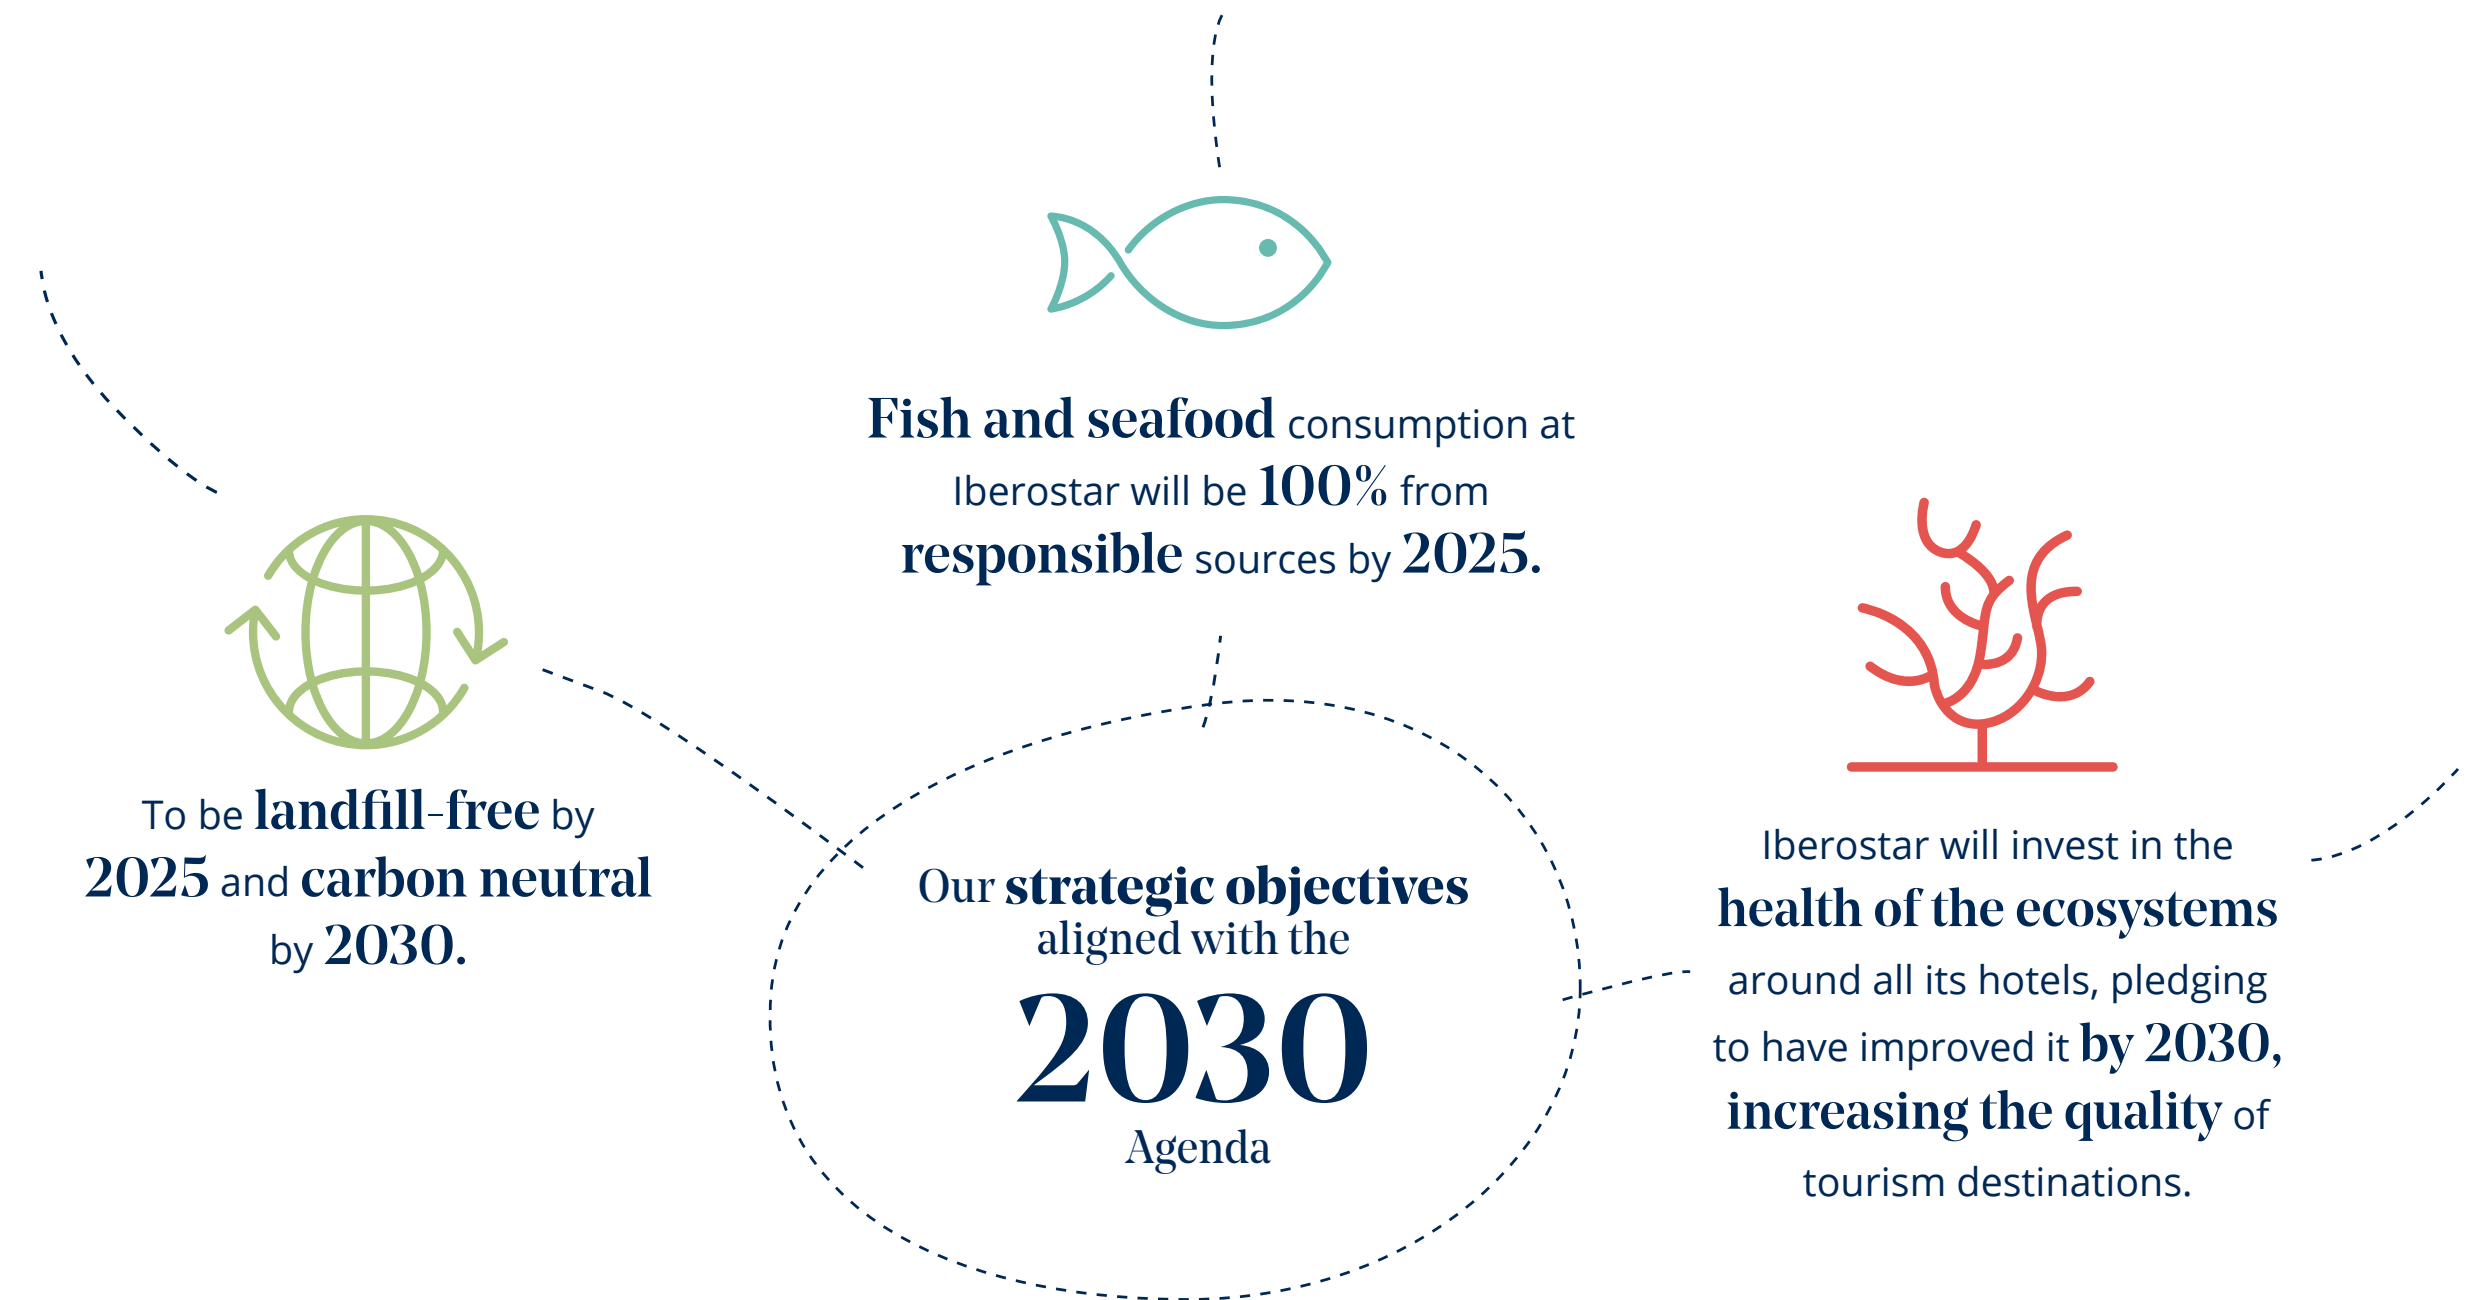 Fish and seafood consumption at
Iberostar will be 100% from
responsible sources by 2025.
To be landfill-free by
2025 and carbon neutral
by 2030.
Our strategic objectives
aligned with the
2030
Agenda
Iberostar will invest in the
health of the ecosystems
around all its hotels, pledging
to have improved it by 2030,
increasing the quality of
tourism destinations.